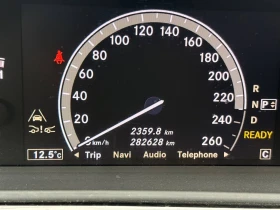 120 140
100 160
80 180
60 200
40 220
20 240
0 km/h 260
2359.8 km
282628 km
R
N P
D
READY
12.5°C
Trip Navi Audio Telephone
C